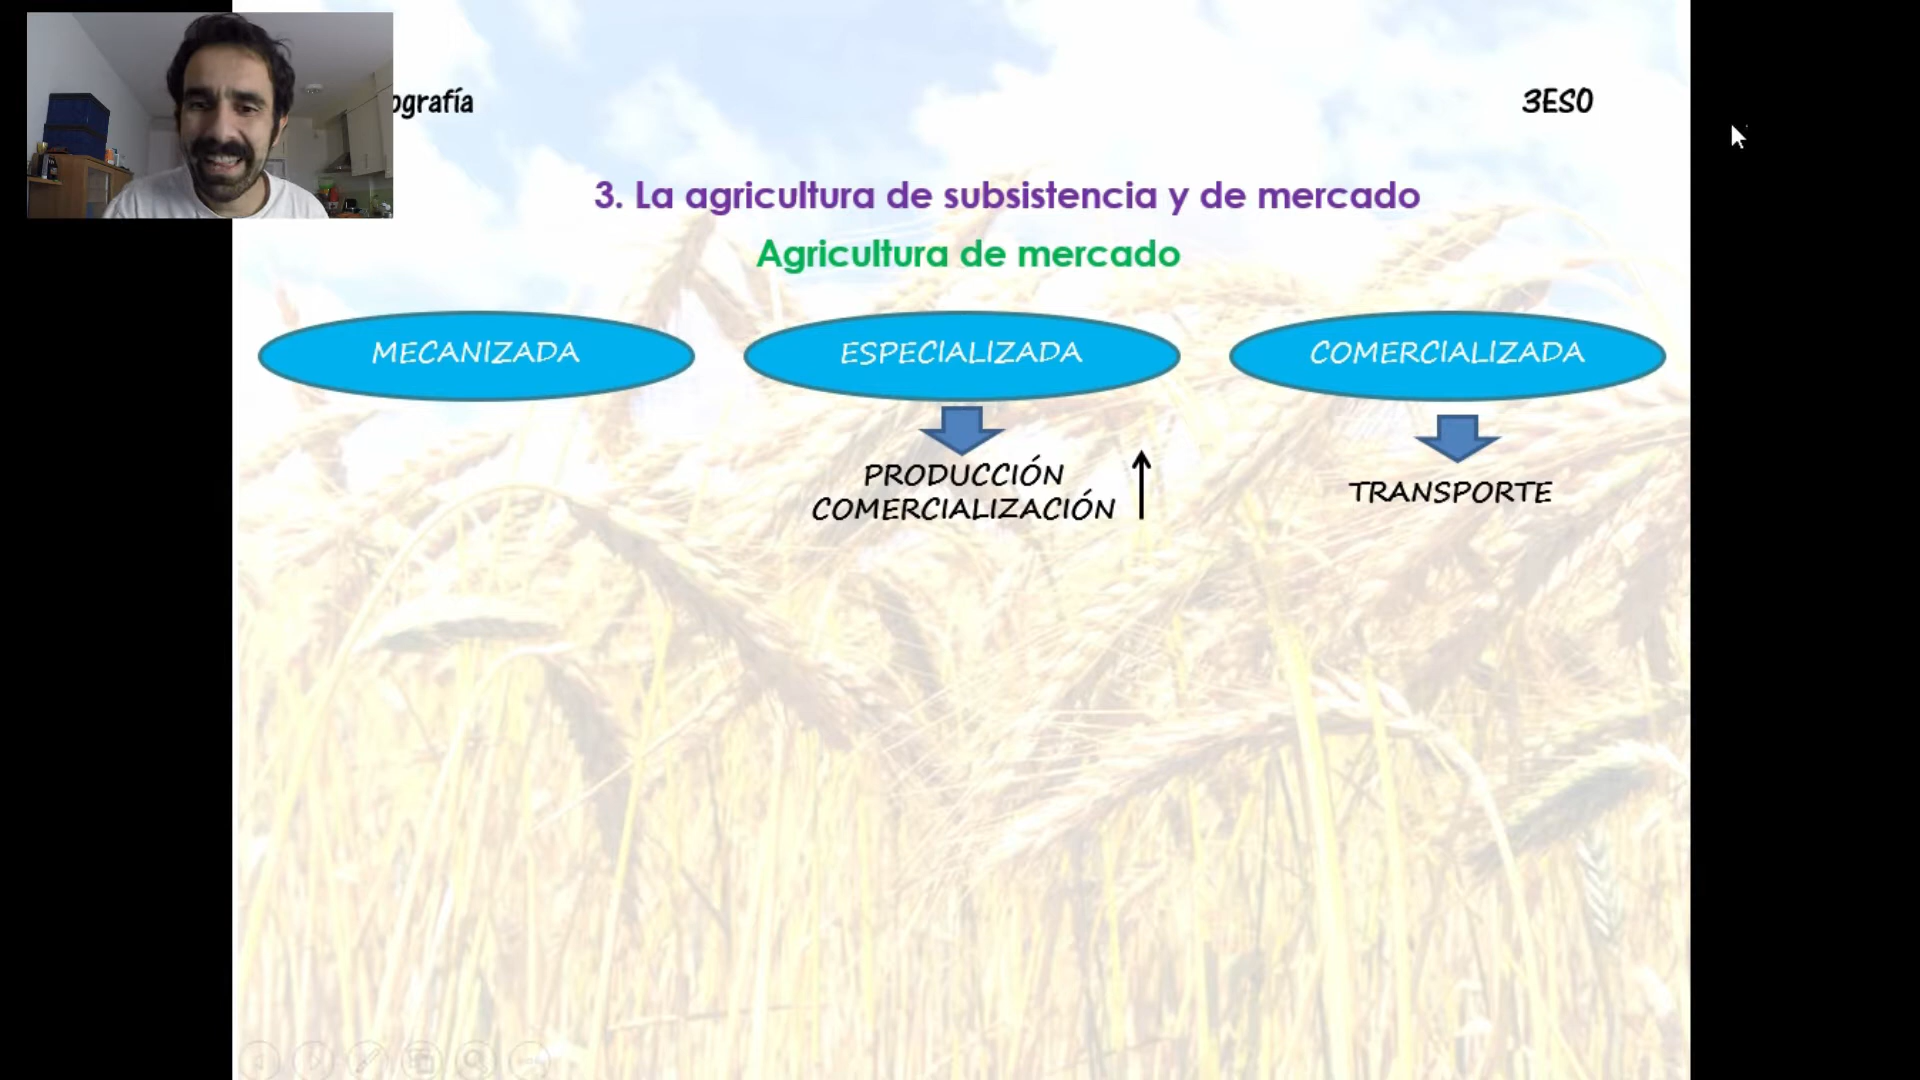 ografía
3ESO
3. La agricultura de subsistencia y de mercado
Agricultura de mercado
MECANIZADA
ESPECIALIZADA
COMERCIALIZADA
PRODUCCIÓN
COMERCIALIZACIÓN
TRANSPORTE